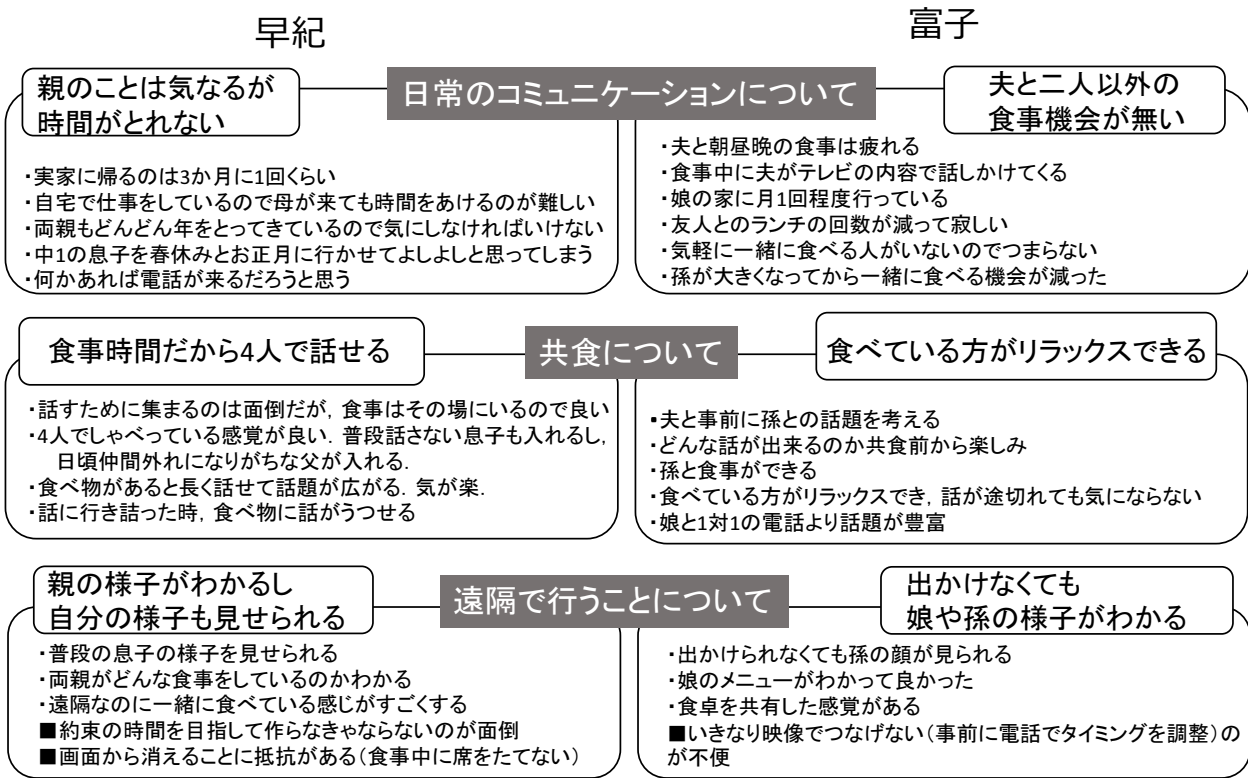 早紀
富子
日常のコミュニケーションについて
親のことは気なるが
時間がとれない
・実家に帰るのは3か月に1回くらい
・自宅で仕事をしているので母が来ても時間をあけるのが難しい
・両親もどんどん年をとってきているので気にしなければいけない
・中1の息子を春休みとお正月に行かせてよしよしと思ってしまう
・何かあれば電話が来るだろうと思う
夫と二人以外の
食事機会が無い
・夫と朝昼晩の食事は疲れる
・食事中に夫がテレビの内容で話しかけてくる
・娘の家に月1回程度行っている
・友人とのランチの回数が減って寂しい
・気軽に一緒に食べる人がいないのでつまらない
・孫が大きくなってから一緒に食べる機会が減った
共食について
食事時間だから4人で話せる
・話すために集まるのは面倒だが，食事はその場にいるので良い
・4人でしゃべっている感覚が良い．普段話さない息子も入れるし，
日頃仲間外れになりがちな父が入れる．
・食べ物があると長く話せて話題が広がる．気が楽．
・話に行き詰った時，食べ物に話がうつせる
食べている方がリラックスできる
・夫と事前に孫との話題を考える
・どんな話が出来るのか共食前から楽しみ
・孫と食事ができる
・食べている方がリラックスでき，話が途切れても気にならない
・娘と1対1の電話より話題が豊富
遠隔で行うことについて
親の様子がわかるし
自分の様子も見せられる
・普段の息子の様子を見せられる
・両親がどんな食事をしているのかわかる
・遠隔なのに一緒に食べている感じがすごくする
■約束の時間を目指して作らなきゃならないのが面倒
■画面から消えることに抵抗がある（食事中に席をたてない）
出かけなくても
娘や孫の様子がわかる
・出かけられなくても孫の顔が見られる
・娘のメニューがわかって良かった
・食卓を共有した感覚がある
■いきなり映像でつなげない（事前に電話でタイミングを調整）の
が不便